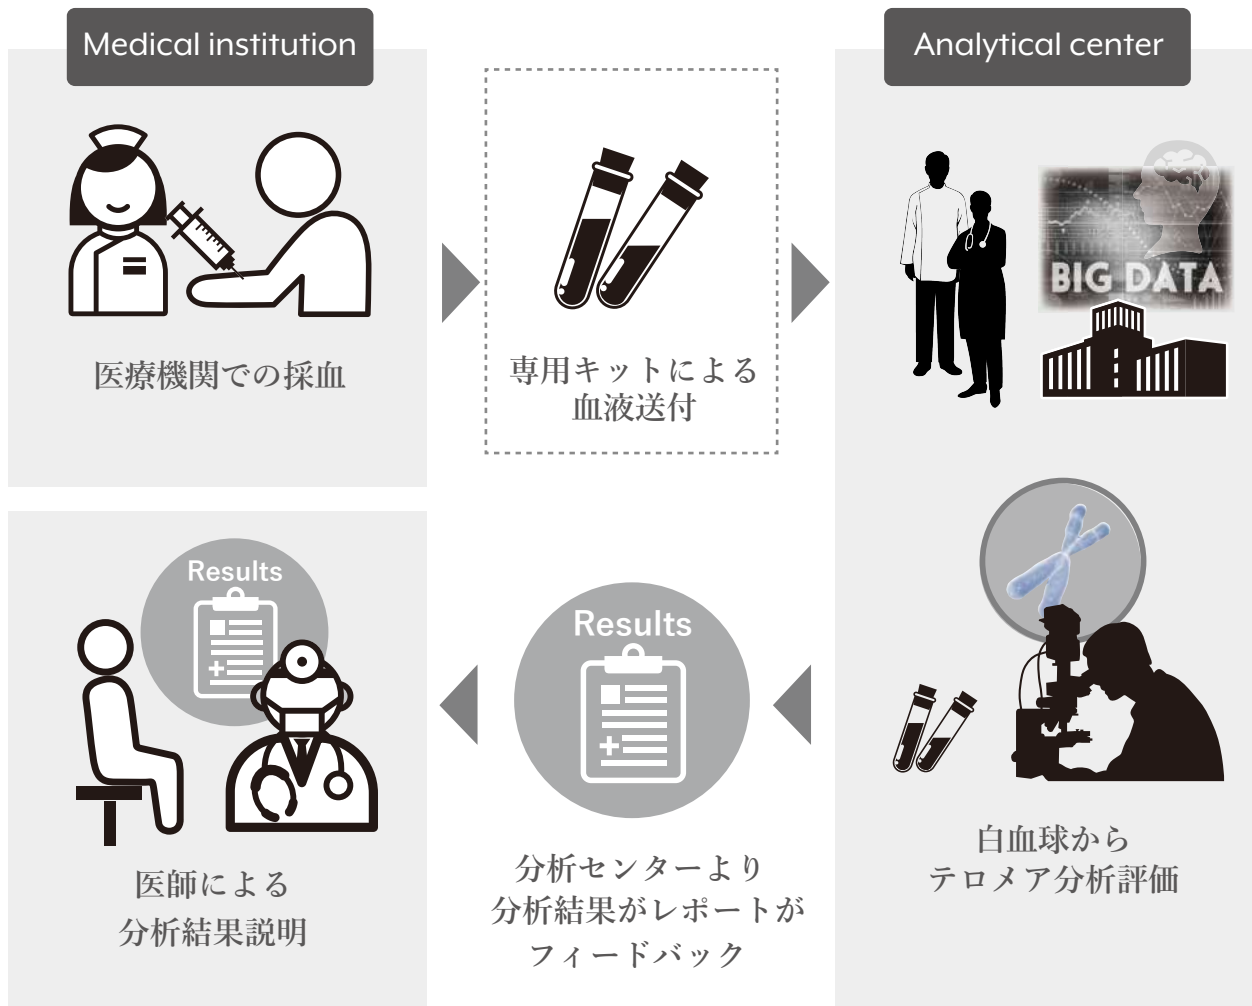 Medical institution
医療機関での採血
専用キットによる
血液送付
Analytical center
BIG DATA
白血球から
テロメア分析評価
Results
分析センターより
分析結果がレポートが
フィードバック
Results
医師による
分析結果説明